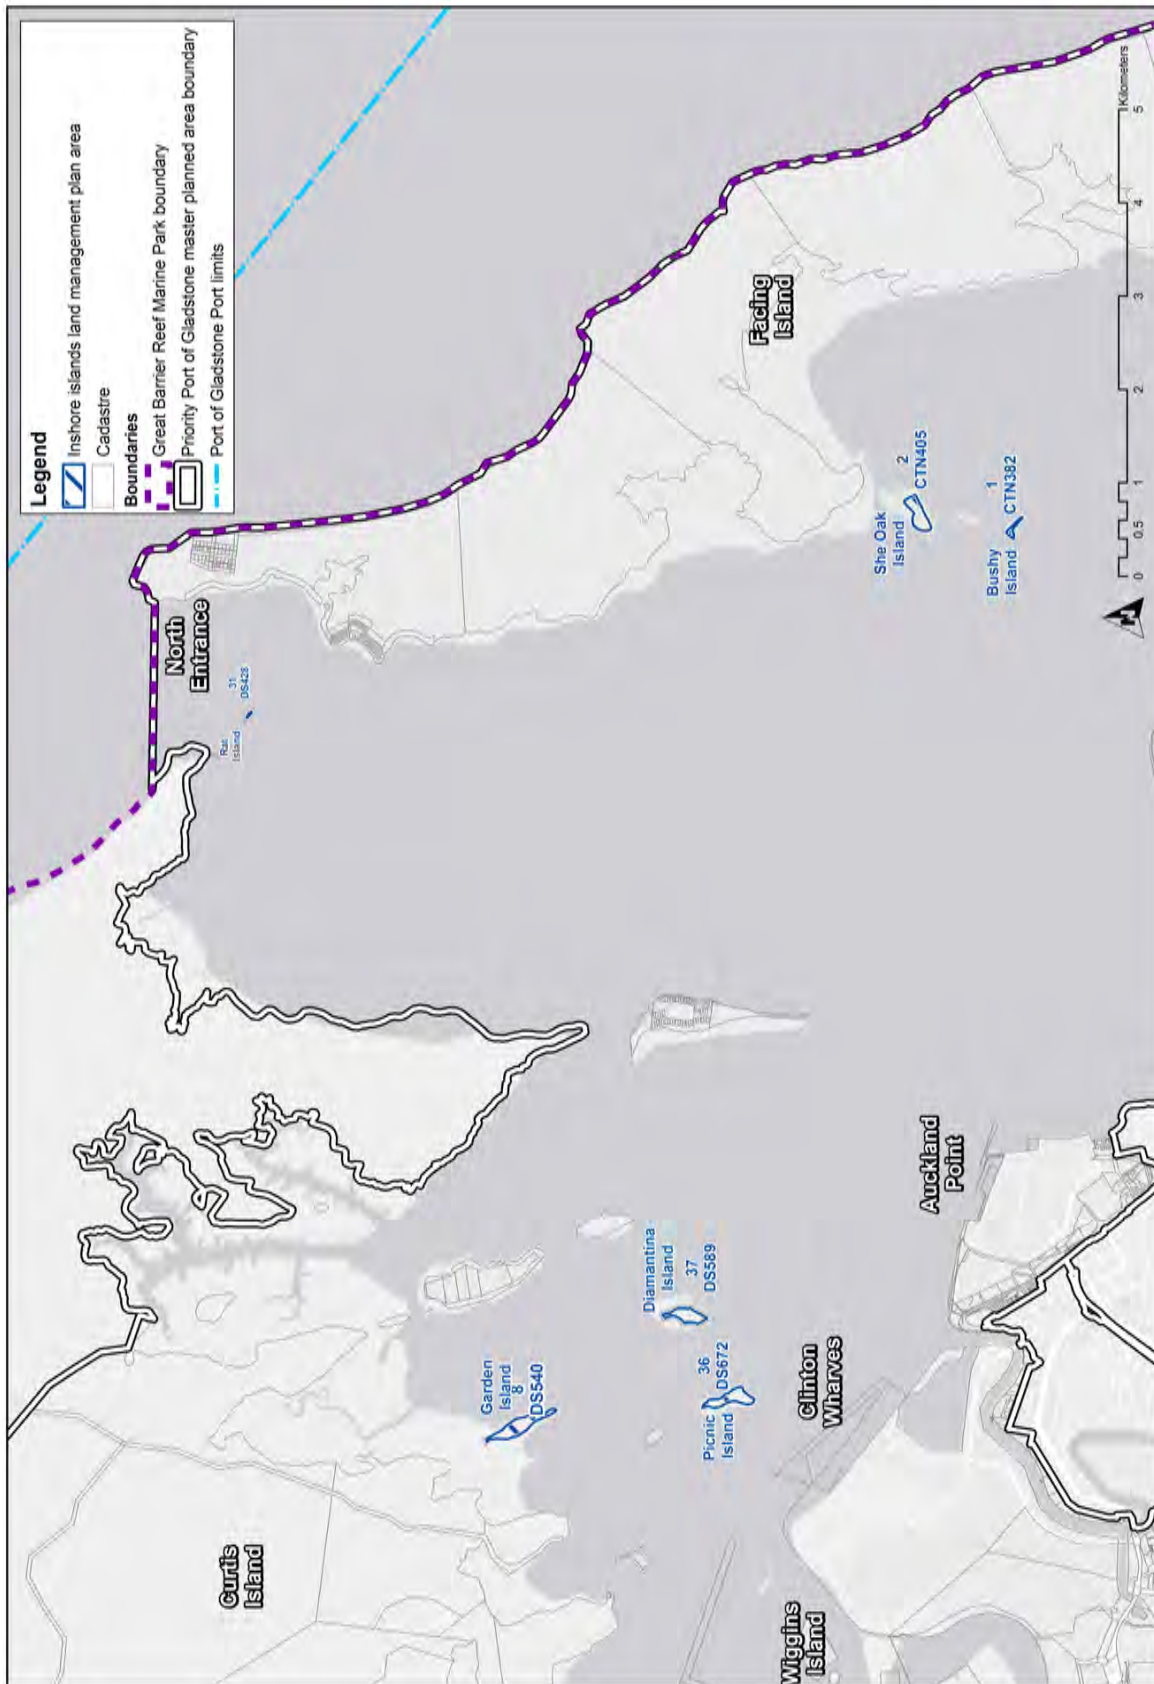 Legend
Inshore islands land management plan area
Cadastre
Boundaries
Great Barrier Reef Marine Park boundary
Priority Port of Gladstone master planned area boundary
Port of Gladstone Port limits
North
Entrance
Rat
Island
31
DS428
Curtis
Island
Garden
Island
8
DS540
Diamantina
Island
37
DS589
Picnic
Island
36
DS672
Facing
Island
She Oak
Island
2
CTN405
Bushy
Island
1
CTN382
Wiggins
Island
Clinton
Wharves
Auckland
Point
N
0 0.5 1 2 3 4 5
Kilometers